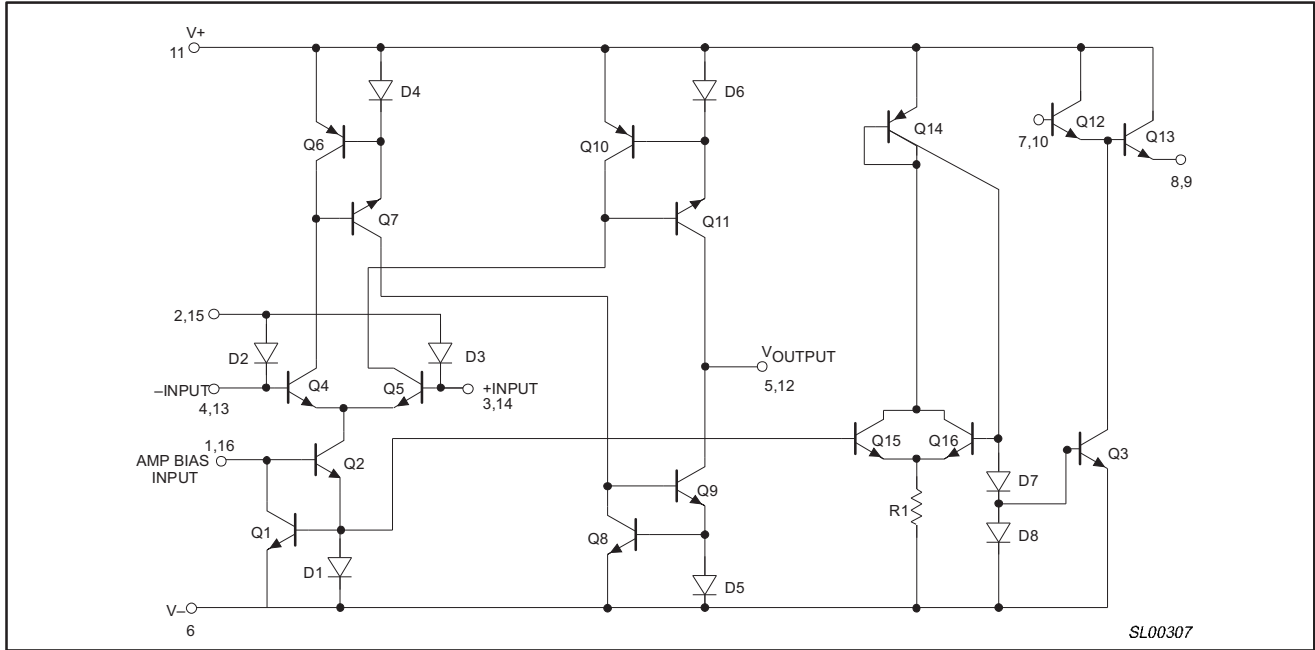 V+
11
D4
D6
Q6
Q10
Q14
Q12
7,10
Q13
8,9
Q7
Q11
2,15
D2
D3
VOUTPUT
5,12
–INPUT
4,13
Q4
Q5
+INPUT
3,14
1,16
AMP BIAS
INPUT
Q2
Q15
Q16
Q3
D7
Q9
R1
Q1
Q8
D8
D1
D5
V–
6
SL00307